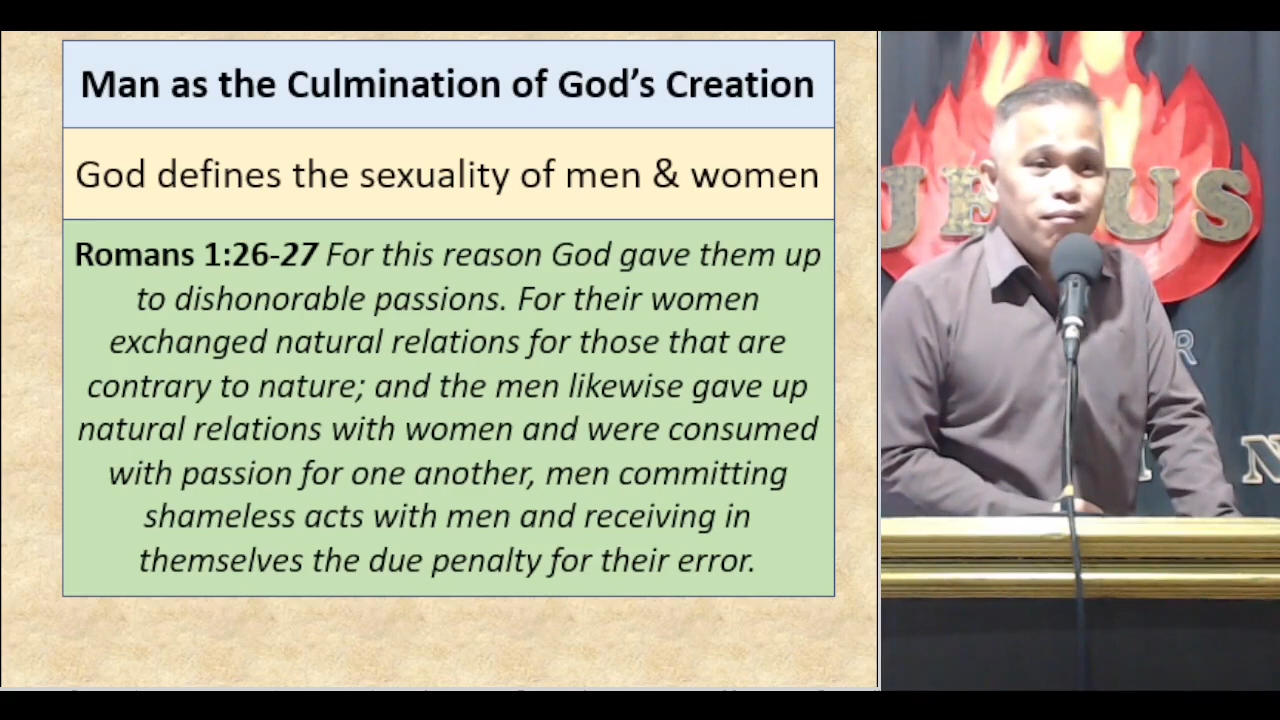 Man as the Culmination of God's Creation
God defines the sexuality of men & women
Romans 1:26-27 For this reason God gave them up
to dishonorable passions. For their women
exchanged natural relations for those that are
contrary to nature; and the men likewise gave up
natural relations with women and were consumed
with passion for one another, men committing
shameless acts with men and receiving in
themselves the due penalty for their error.
JE US
R
N